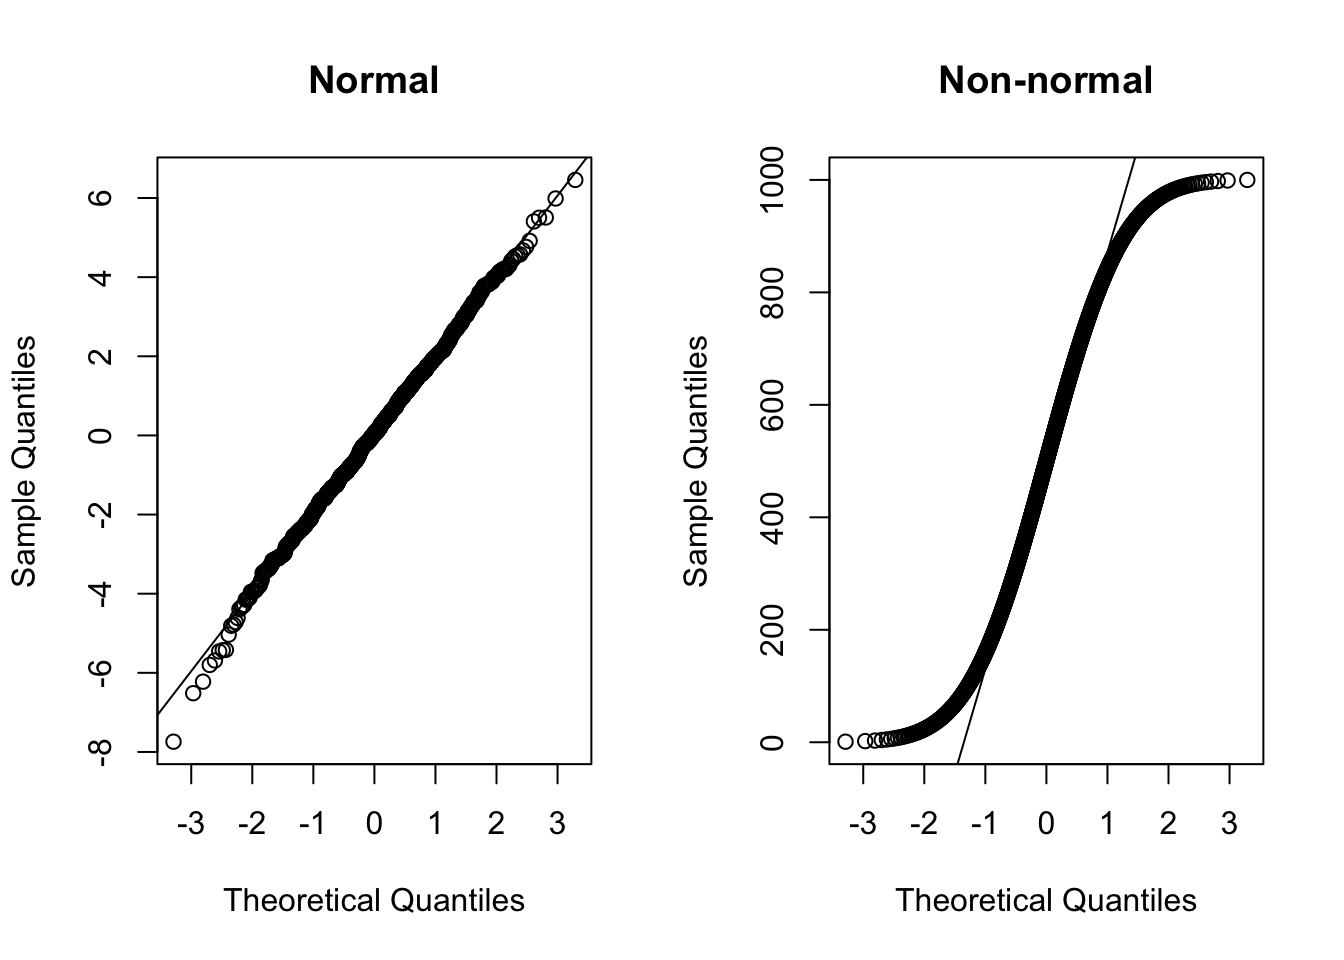 Normal
Sample Quantiles
6
4
2
0
-2
-4
-6
-8
-3 -2 -1 0 1 2 3
Theoretical Quantiles
Non-normal
Sample Quantiles
1000
800
600
400
200
0
-3 -2 -1 0 1 2 3
Theoretical Quantiles